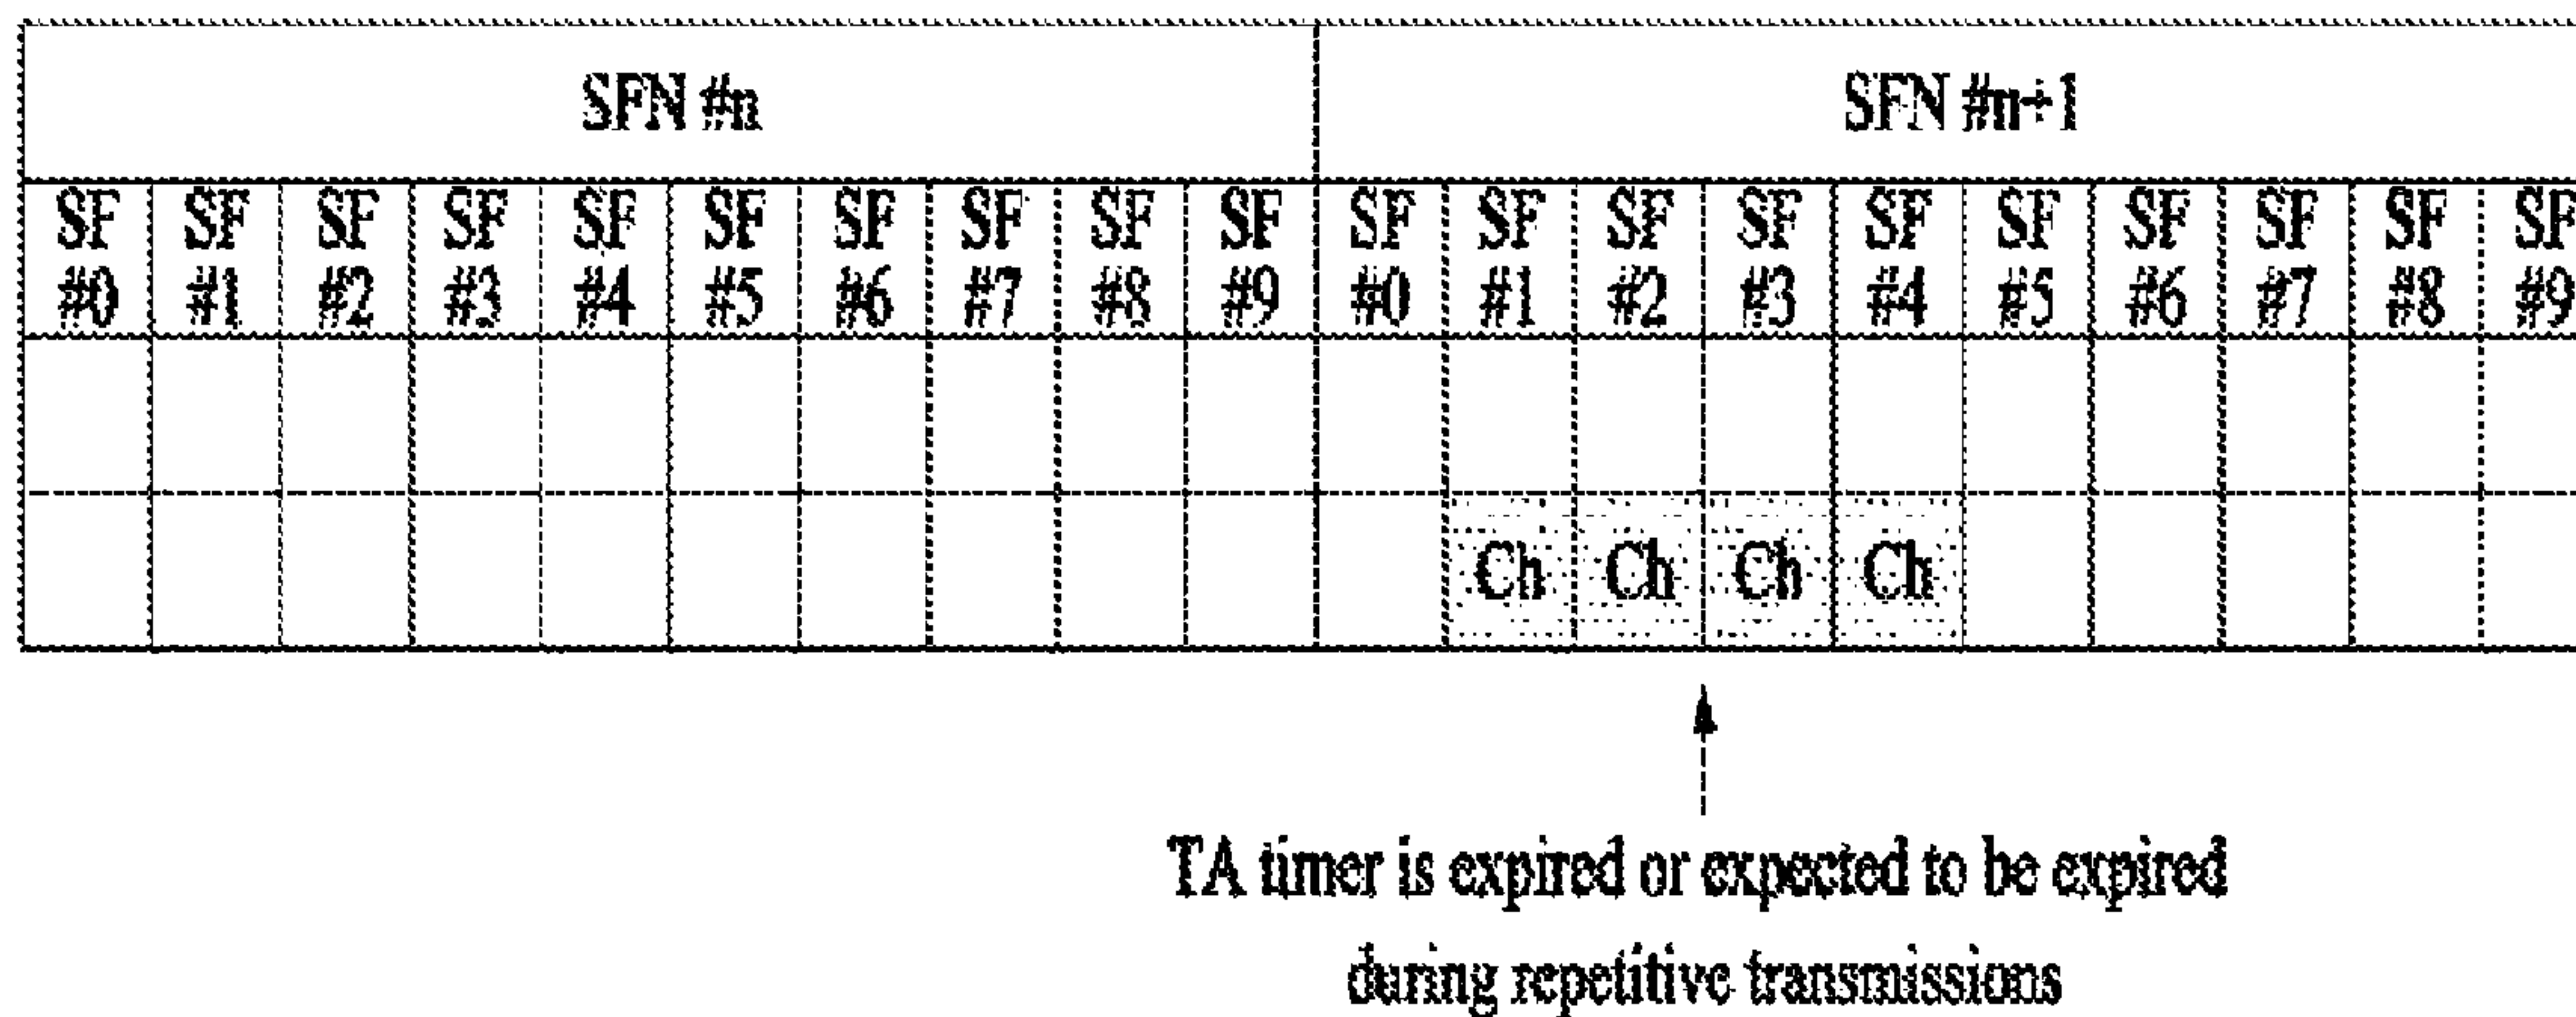 SFN #n SFN #n+1
SF SF SF SF SF SF SF SF SF SF SF SF SF SF SF SF SF SF SF SF
#0 #1 #2 #3 #4 #5 #6 #7 #8 #9 #0 #1 #2 #3 #4 #5 #6 #7 #8 #9
Ch Ch Ch Ch
TA timer is expired or expected to be expired
during repetitive transmissions